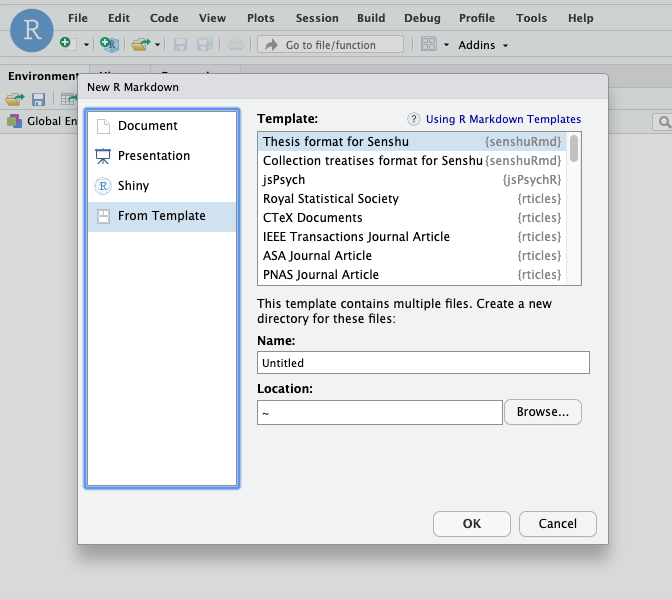 R
File Edit Code View Plots Session Build Debug Profile Tools Help
R
Go to file/function
Addins
Environment
Global En
New R Markdown
Document
Presentation
R
Shiny
From Template
Template:
? Using R Markdown Templates
Thesis format for Senshu {senshuRmd}
Collection treatises format for Senshu {senshuRmd}
jsPsych {jsPsychR}
Royal Statistical Society {rticles}
CTeX Documents {rticles}
IEEE Transactions Journal Article {rticles}
ASA Journal Article {rticles}
PNAS Journal Article {rticles}
This template contains multiple files. Create a new
directory for these files:
Name:
Untitled
Location:
~
Browse...
OK
Cancel